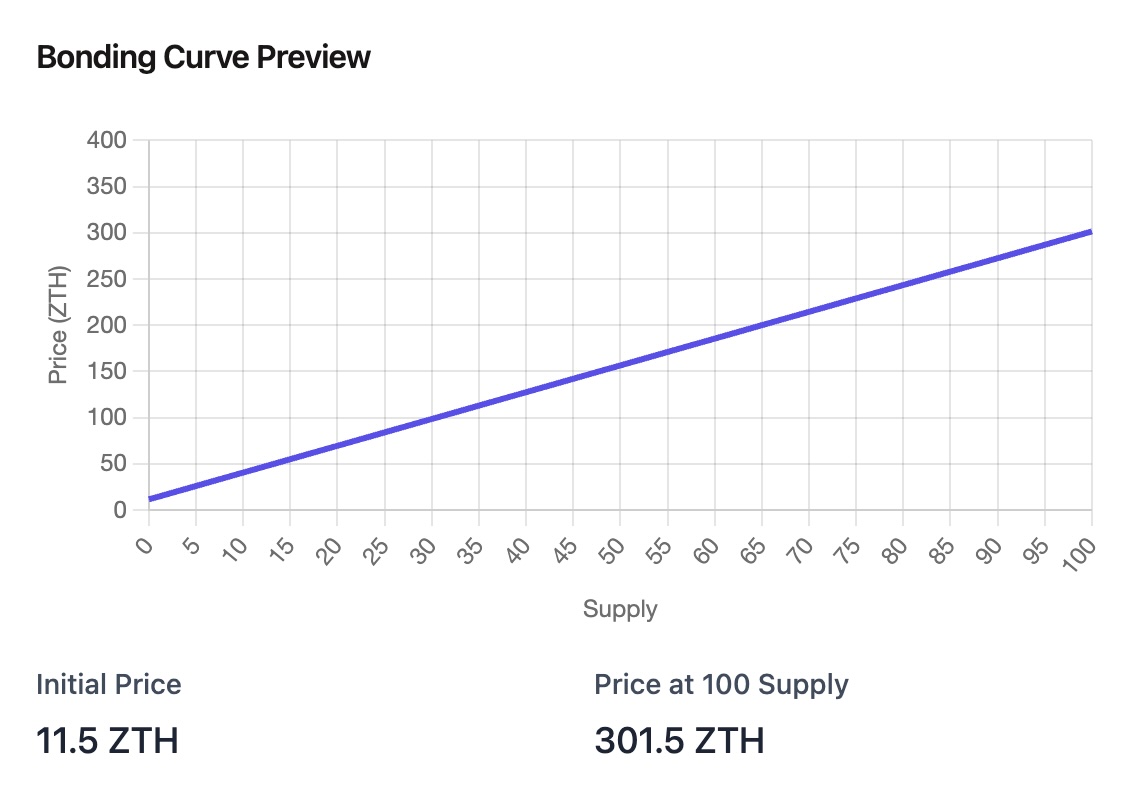 Bonding Curve Preview
400
350
300
250
200
150
100
50
0
Price (ZTH)
0 5 10 15 20 25 30 35 40 45 50 55 60 65 70 75 80 85 90 95 100
Supply
Initial Price
11.5 ZTH
Price at 100 Supply
301.5 ZTH